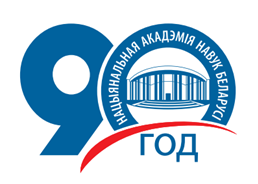 90
НАЦЫЯНАЛЬНАЯ АКАДЭМІЯ НАВУК БЕЛАРУСІ
ГОД